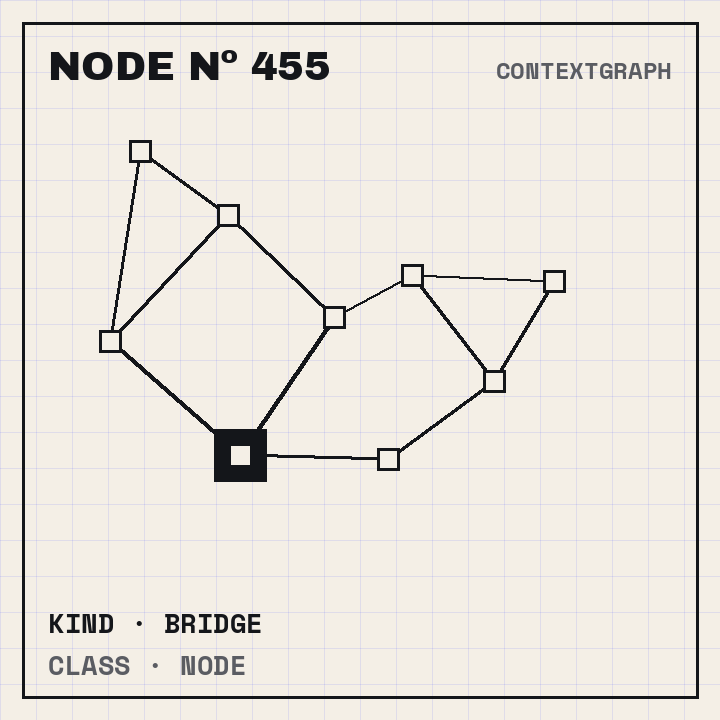 NODE Nº 455
CONTEXTGRAPH
KIND · BRIDGE
CLASS · NODE